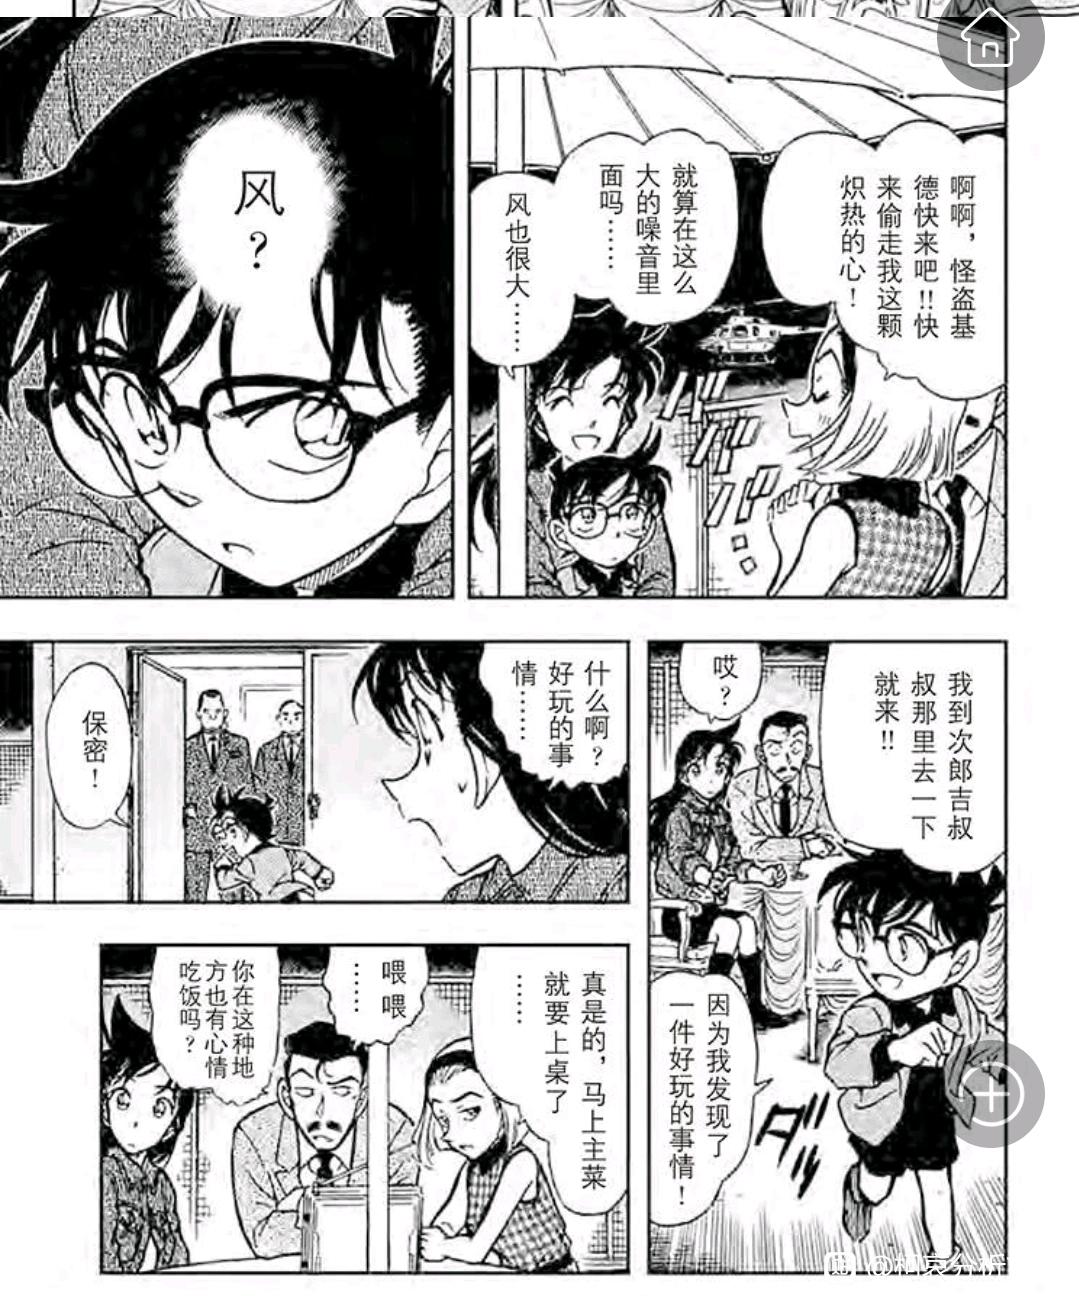 啊啊，怪盗基
德快来吧!!快
来偷走我这颗
炽热的心！
就算在这么
大的噪音里
面吗……
风也很大……
风？
我到次郎吉叔
叔那里去一下
就来!!
哎？
因为我发现了
一件好玩的事情！
什么啊？
好玩的事
情……
保密！
真是的，马上主菜
就要上桌了
……
喂喂
……
你在这种地
方也有心情
吃饭吗？